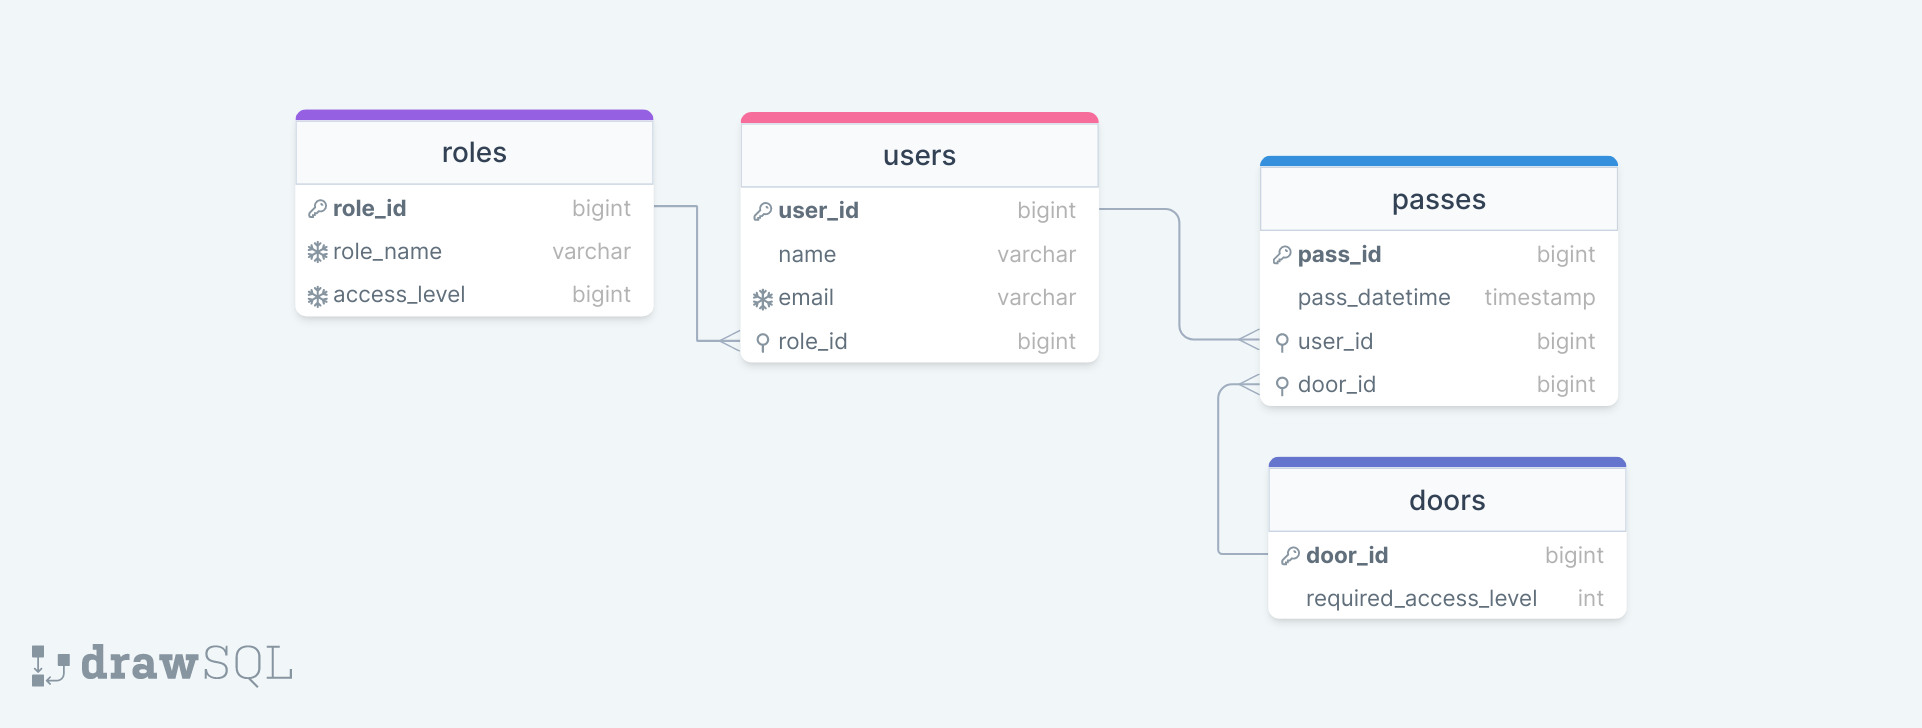 roles
role_id bigint
role_name varchar
access_level bigint
users
user_id bigint
name varchar
email varchar
role_id bigint
passes
pass_id bigint
pass_datetime timestamp
user_id bigint
door_id bigint
doors
door_id bigint
required_access_level int
drawSQL